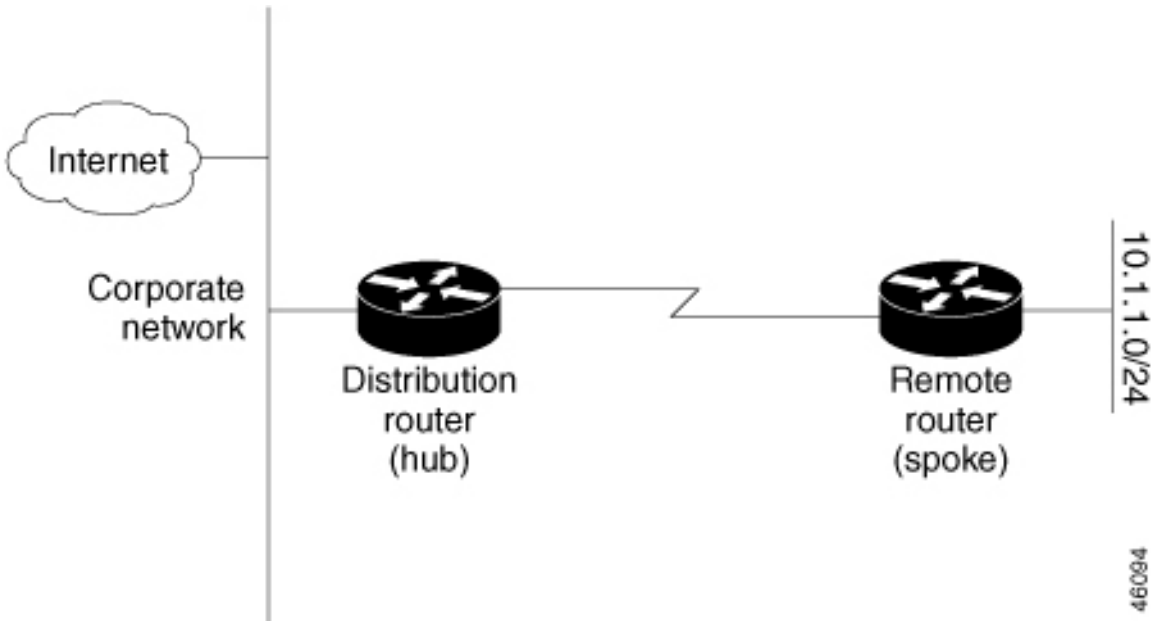 Internet
Corporate
network
Distribution
router
(hub)
Remote
router
(spoke)
10.1.1.0/24
46094